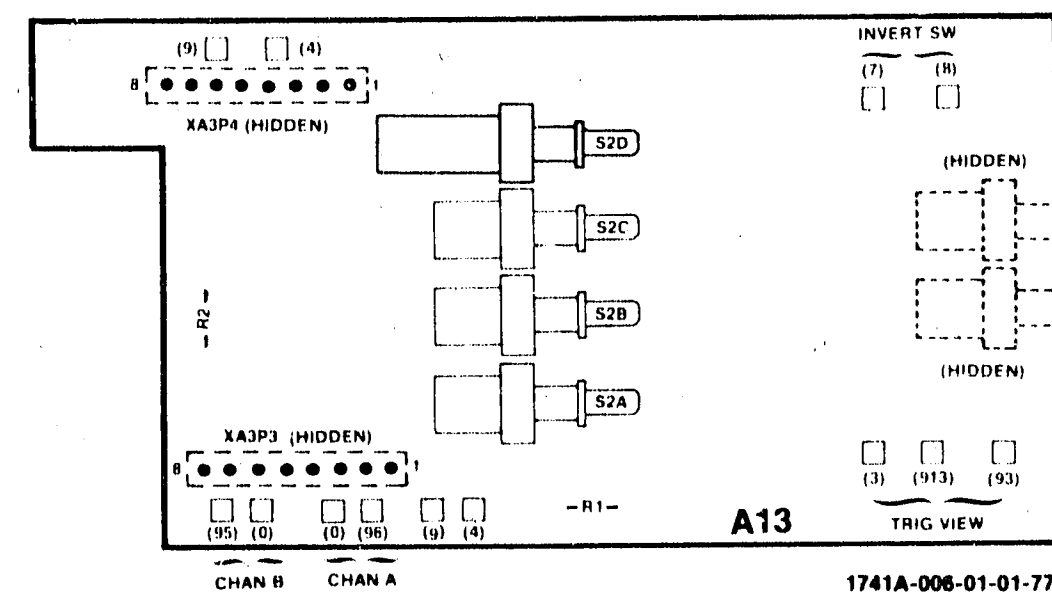 INVERT SW
(9) (4)
(7) (8)
8 1
XA3P4 (HIDDEN)
S2D
(HIDDEN)
S2C
R2
S2B
(HIDDEN)
S2A
XA3P3 (HIDDEN)
8 1
(3) (913) (93)
-R1-
A13
TRIG VIEW
(95) (0) (0) (96) (9) (4)
CHAN B CHAN A
1741A-006-01-01-77